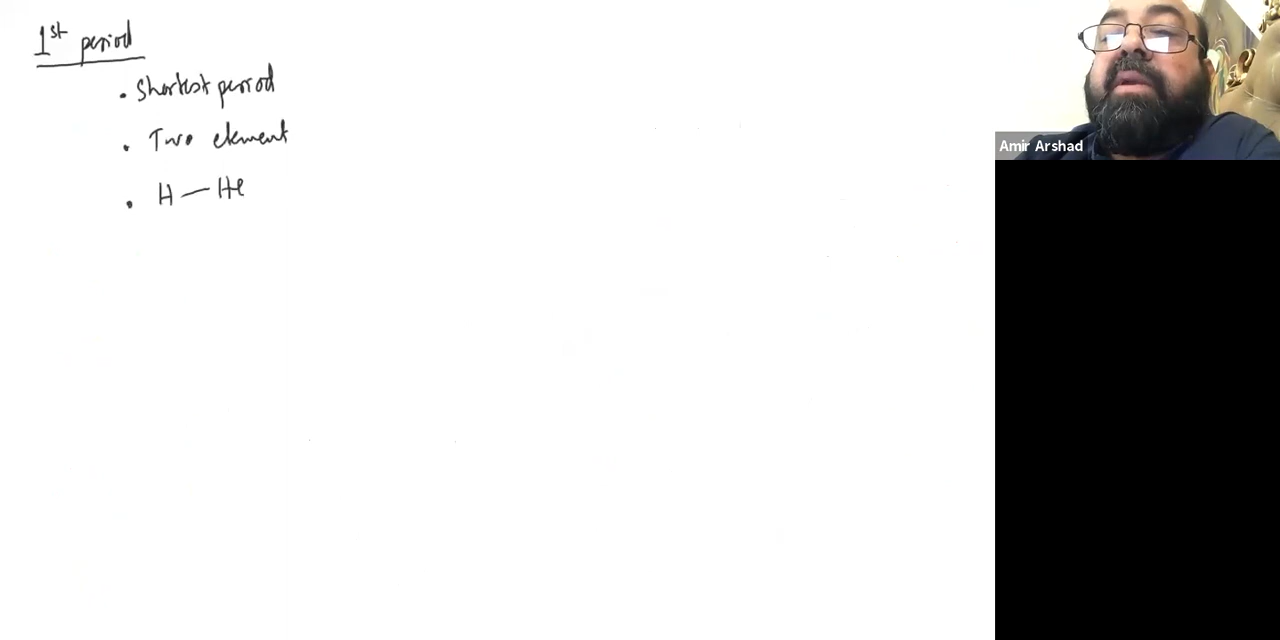 1st period
. Shortest period
. Two element
. H — He
Amir Arshad